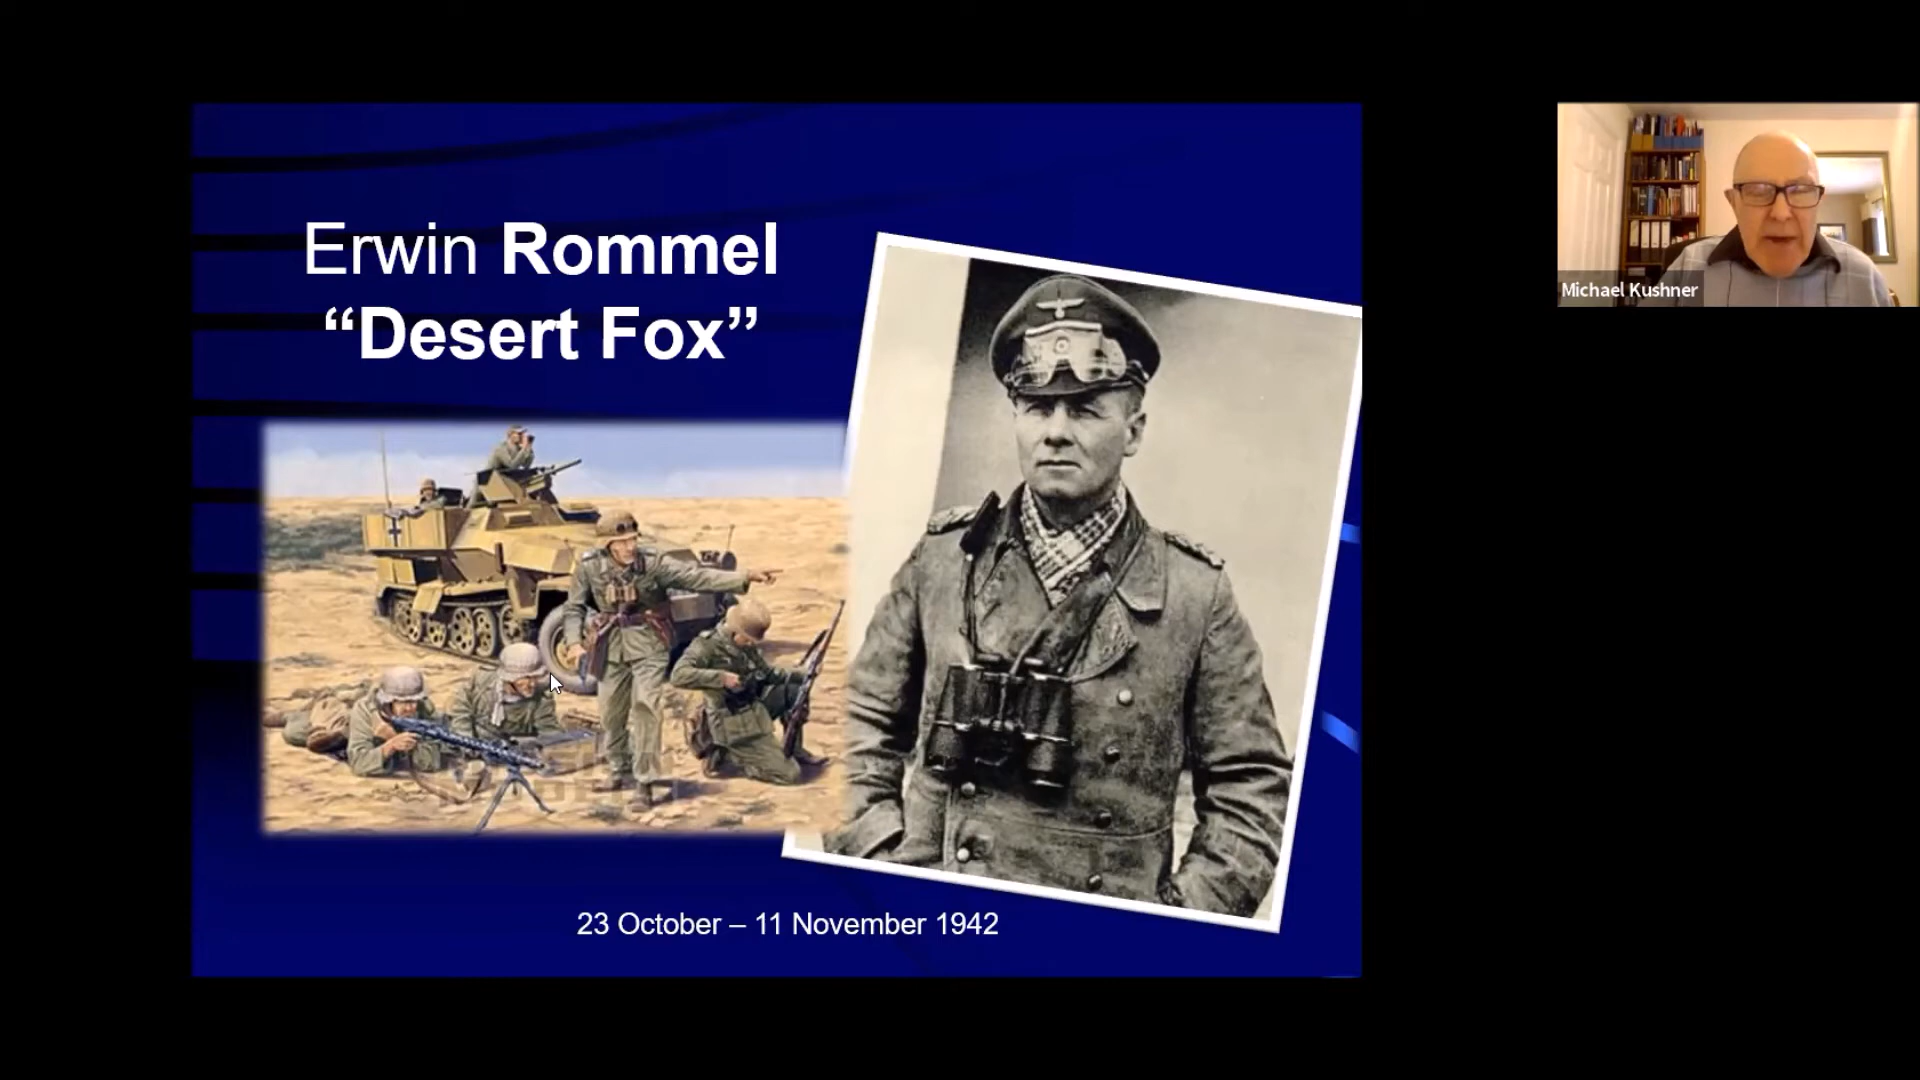 Erwin Rommel
“Desert Fox”
23 October – 11 November 1942
Michael Kushner